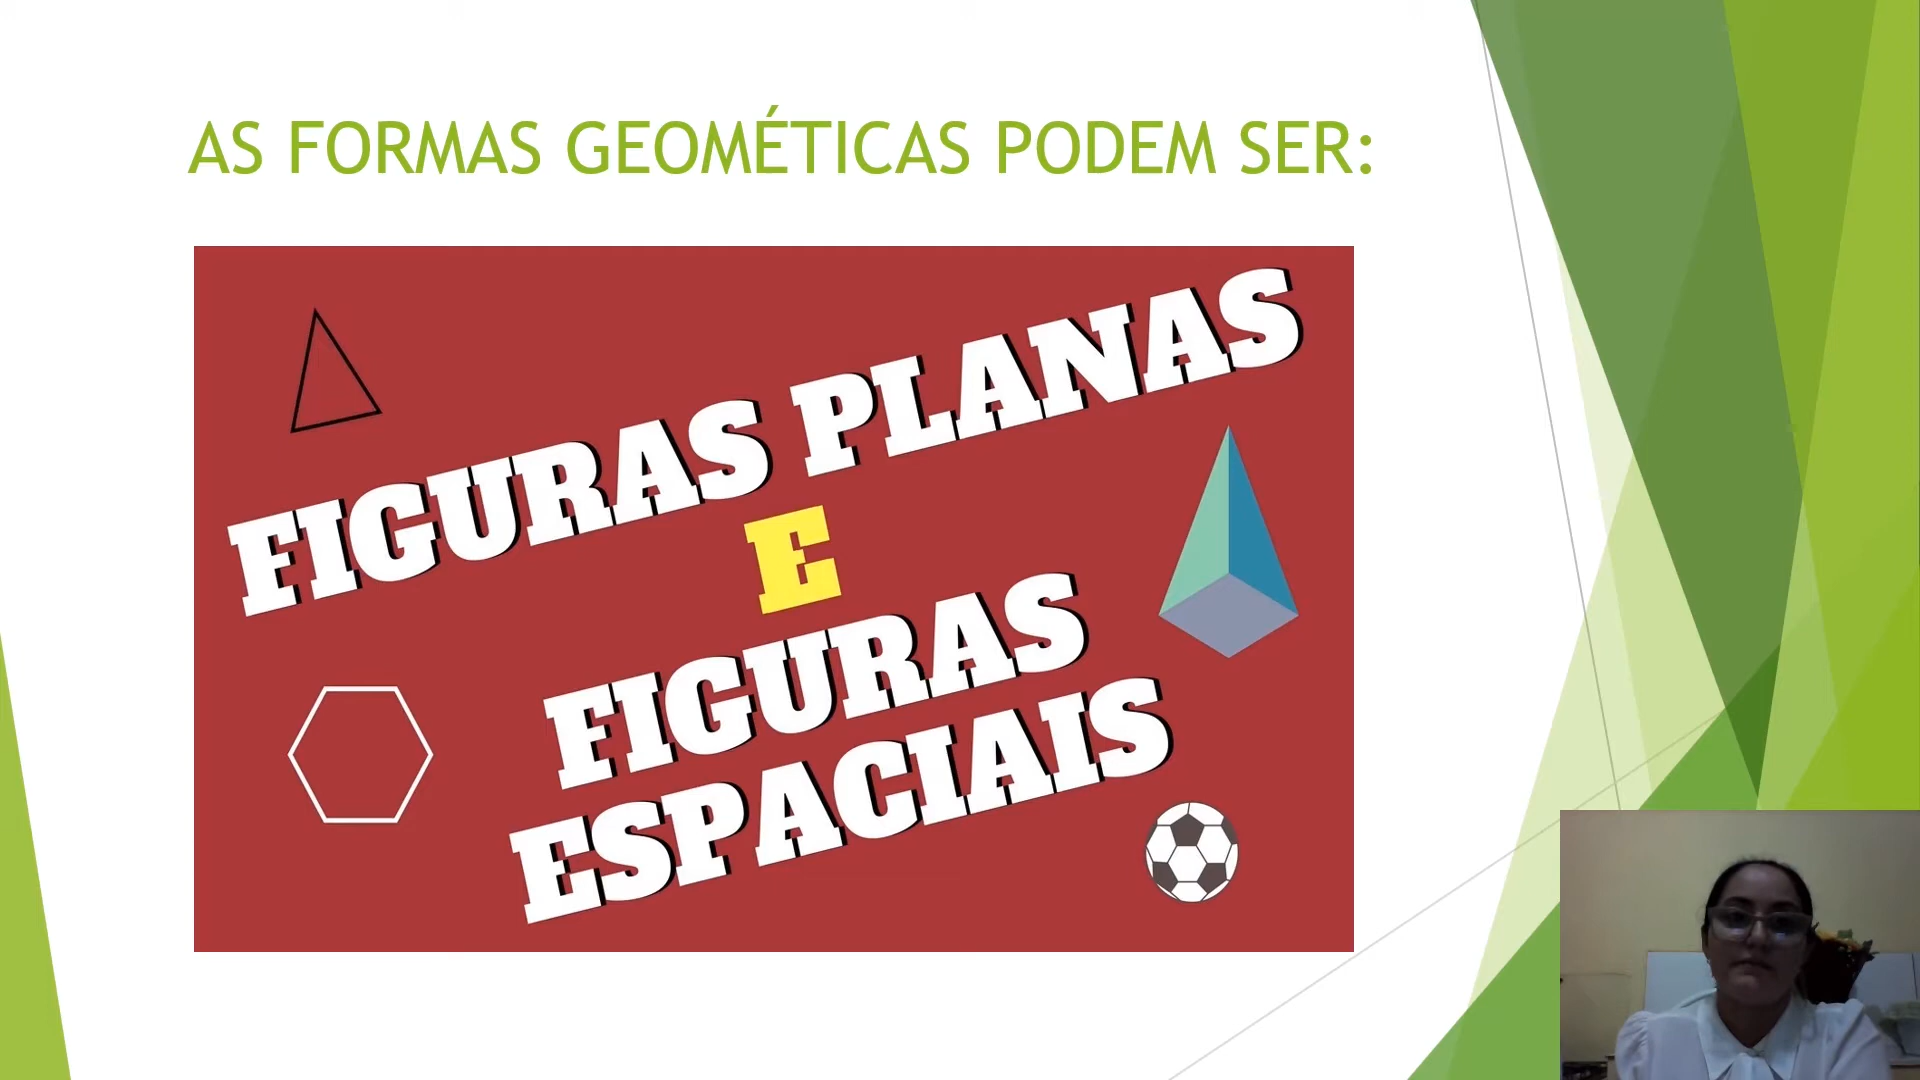 AS FORMAS GEOMÉTICAS PODEM SER:
FIGURAS PLANAS
E
FIGURAS
ESPACIAIS